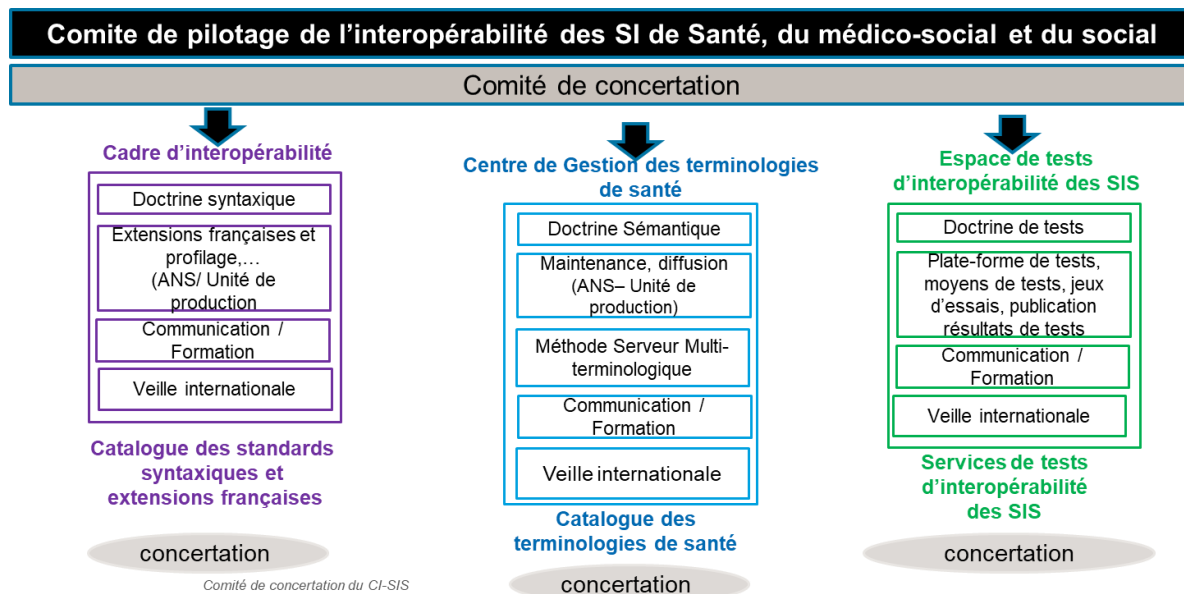 Comite de pilotage de l’interopérabilité des SI de Santé, du médico-social et du social
Comité de concertation
Cadre d’interopérabilité
Doctrine syntaxique
Extensions françaises et
profilage,…
(ANS/ Unité de
production
Communication /
Formation
Veille internationale
Catalogue des standards
syntaxiques et
extensions françaises
concertation
Comité de concertation du CI-SIS
Centre de Gestion des terminologies
de santé
Doctrine Sémantique
Maintenance, diffusion
(ANS– Unité de
production)
Méthode Serveur Multi-
terminologique
Communication /
Formation
Veille internationale
Catalogue des
terminologies de santé
concertation
Espace de tests
d’interopérabilité des SIS
Doctrine de tests
Plate-forme de tests,
moyens de tests, jeux
d’essais, publication
résultats de tests
Communication /
Formation
Veille internationale
Services de tests
d’interopérabilité
des SIS
concertation